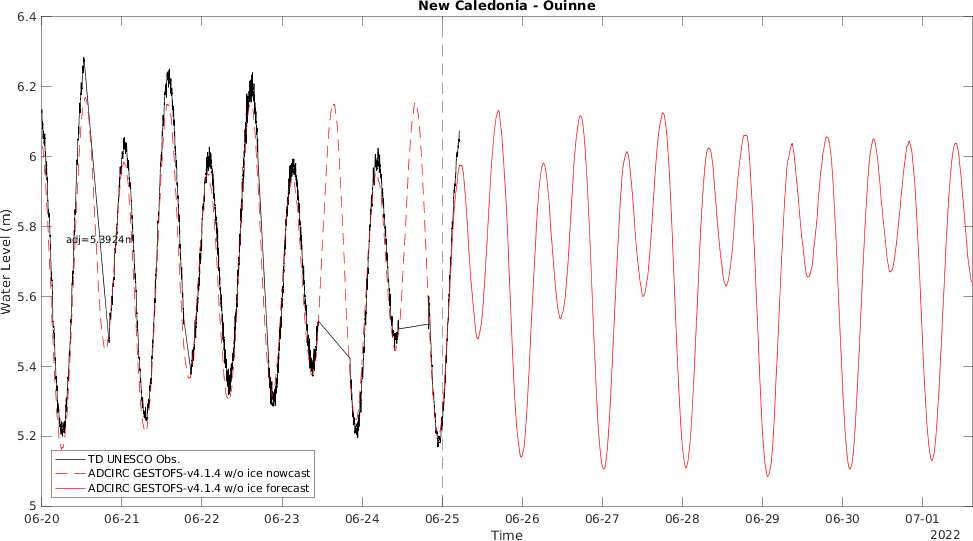 New Caledonia - Ouinne
6.4
6.2
6
5.8
5.6
5.4
5.2
5
Water Level (m)
adj=5.3924m
TD UNESCO Obs.
ADCIRC GESTOFS-v4.1.4 w/o ice nowcast
ADCIRC GESTOFS-v4.1.4 w/o ice forecast
06-20 06-21 06-22 06-23 06-24 06-25 06-26 06-27 06-28 06-29 06-30 07-01
Time
2022